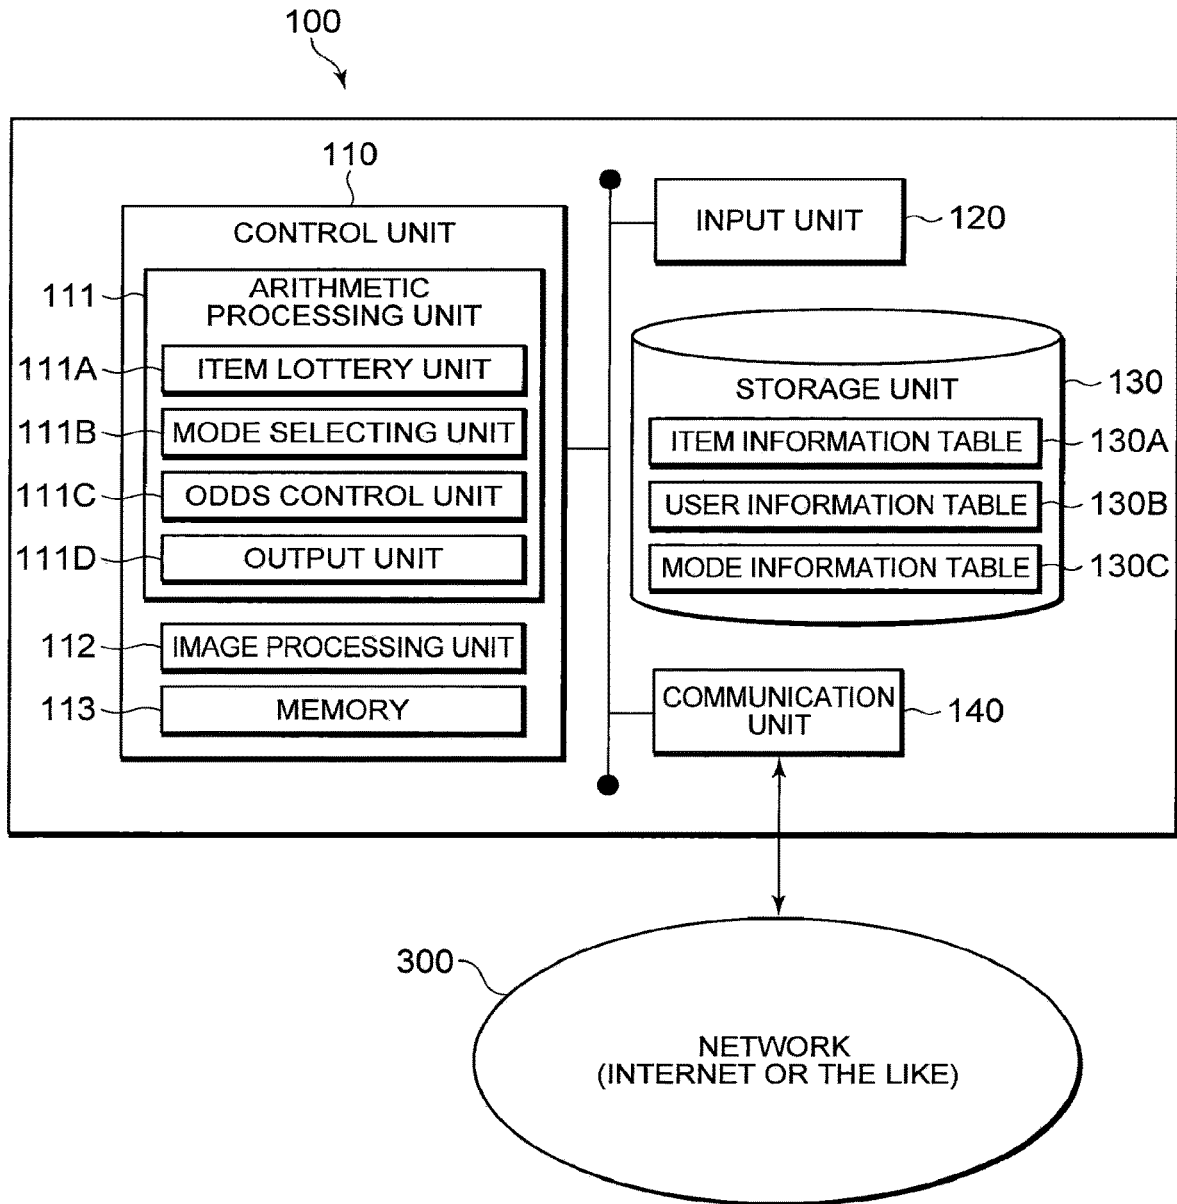 100
110
CONTROL UNIT
111
ARITHMETIC
PROCESSING UNIT
111A
ITEM LOTTERY UNIT
111B
MODE SELECTING UNIT
111C
ODDS CONTROL UNIT
111D
OUTPUT UNIT
112
IMAGE PROCESSING UNIT
113
MEMORY
INPUT UNIT
120
STORAGE UNIT
130
ITEM INFORMATION TABLE
130A
USER INFORMATION TABLE
130B
MODE INFORMATION TABLE
130C
COMMUNICATION
UNIT
140
300
NETWORK
(INTERNET OR THE LIKE)